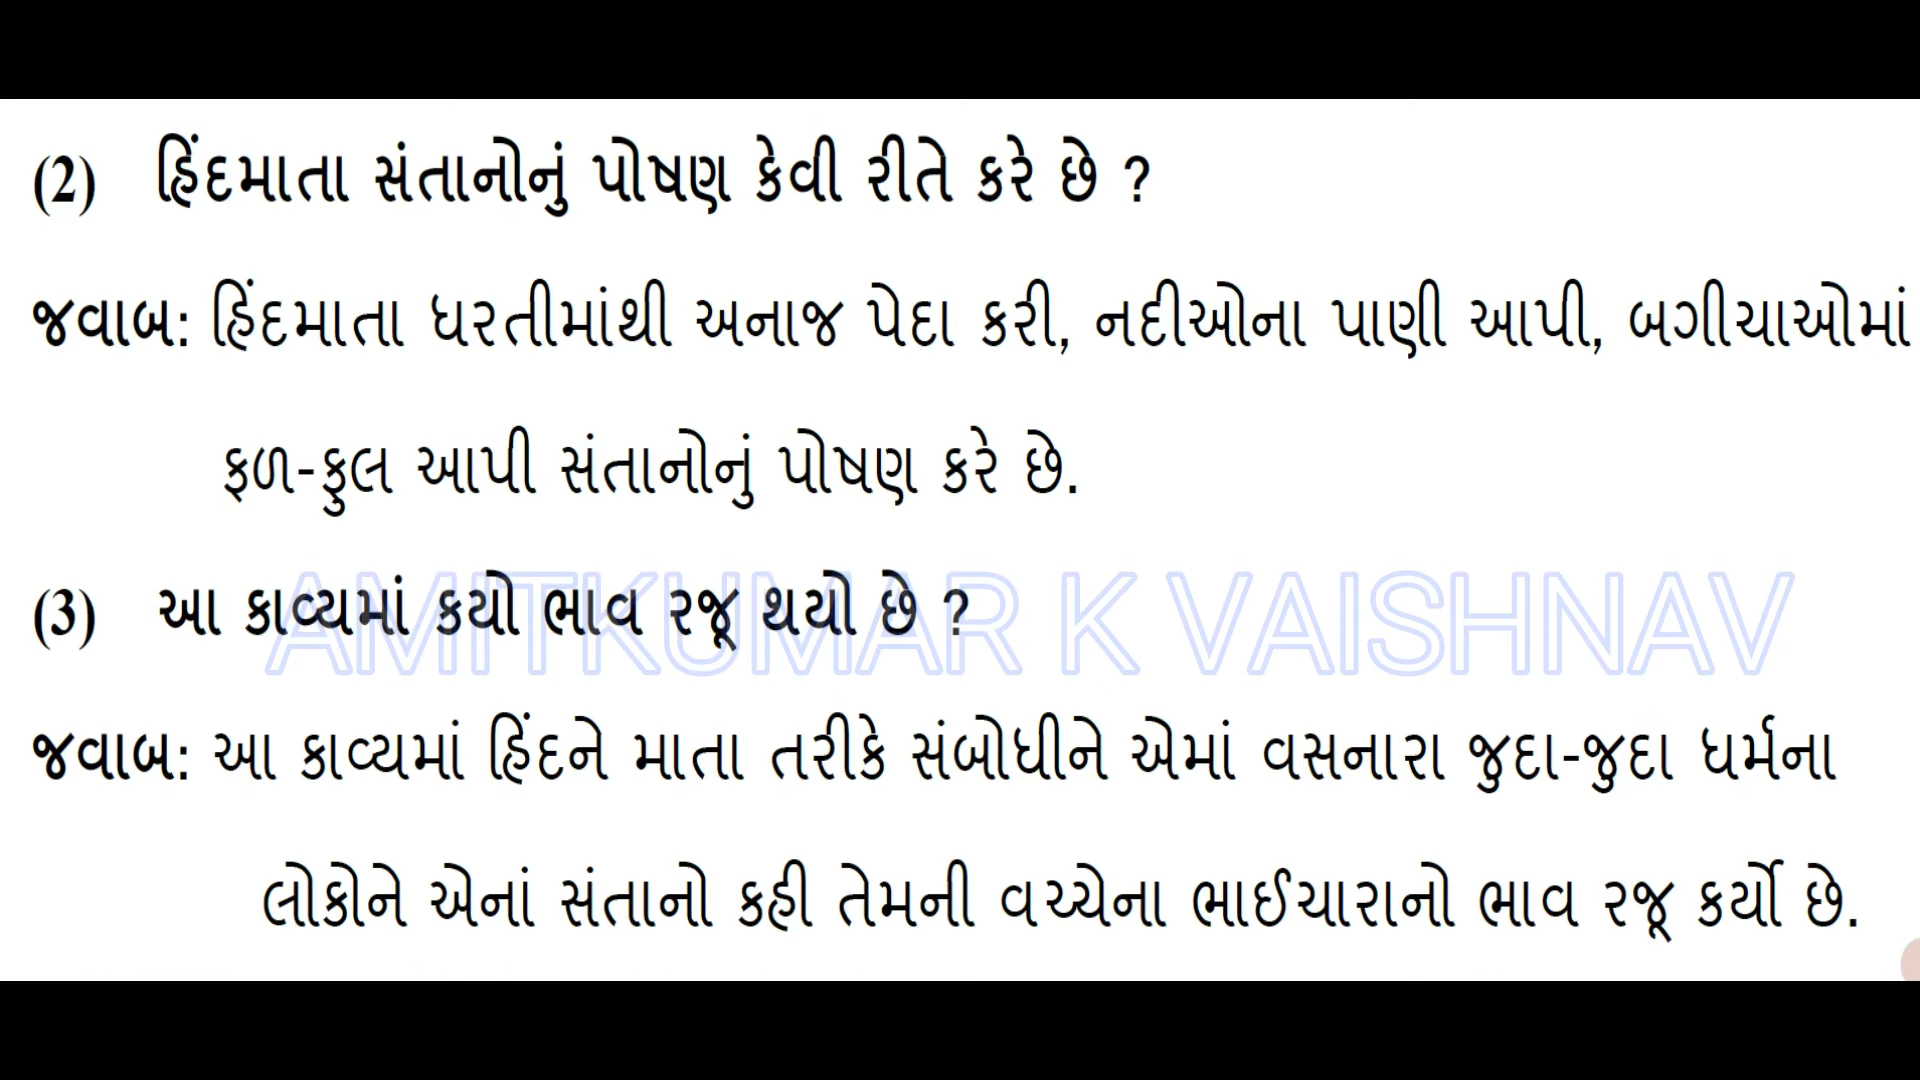 (2) હિંદમાતા સંતાનોનું પોષણ કેવી રીતે કરે છે ?
જવાબ: હિંદમાતા ધરતીમાંથી અનાજ પેદા કરી, નદીઓના પાણી આપી, બગીચાઓમાં
ફળ-ફુલ આપી સંતાનોનું પોષણ કરે છે.
(3) આ કાવ્યમાં કયો ભાવ રજૂ થયો છે ?
AMITKUMAR K VAISHNAV
જવાબ: આ કાવ્યમાં હિંદને માતા તરીકે સંબોધીને એમાં વસનારા જુદા-જુદા ધર્મના
લોકોને એનાં સંતાનો કહી તેમની વચ્ચેના ભાઈચારાનો ભાવ રજૂ કર્યો છે.